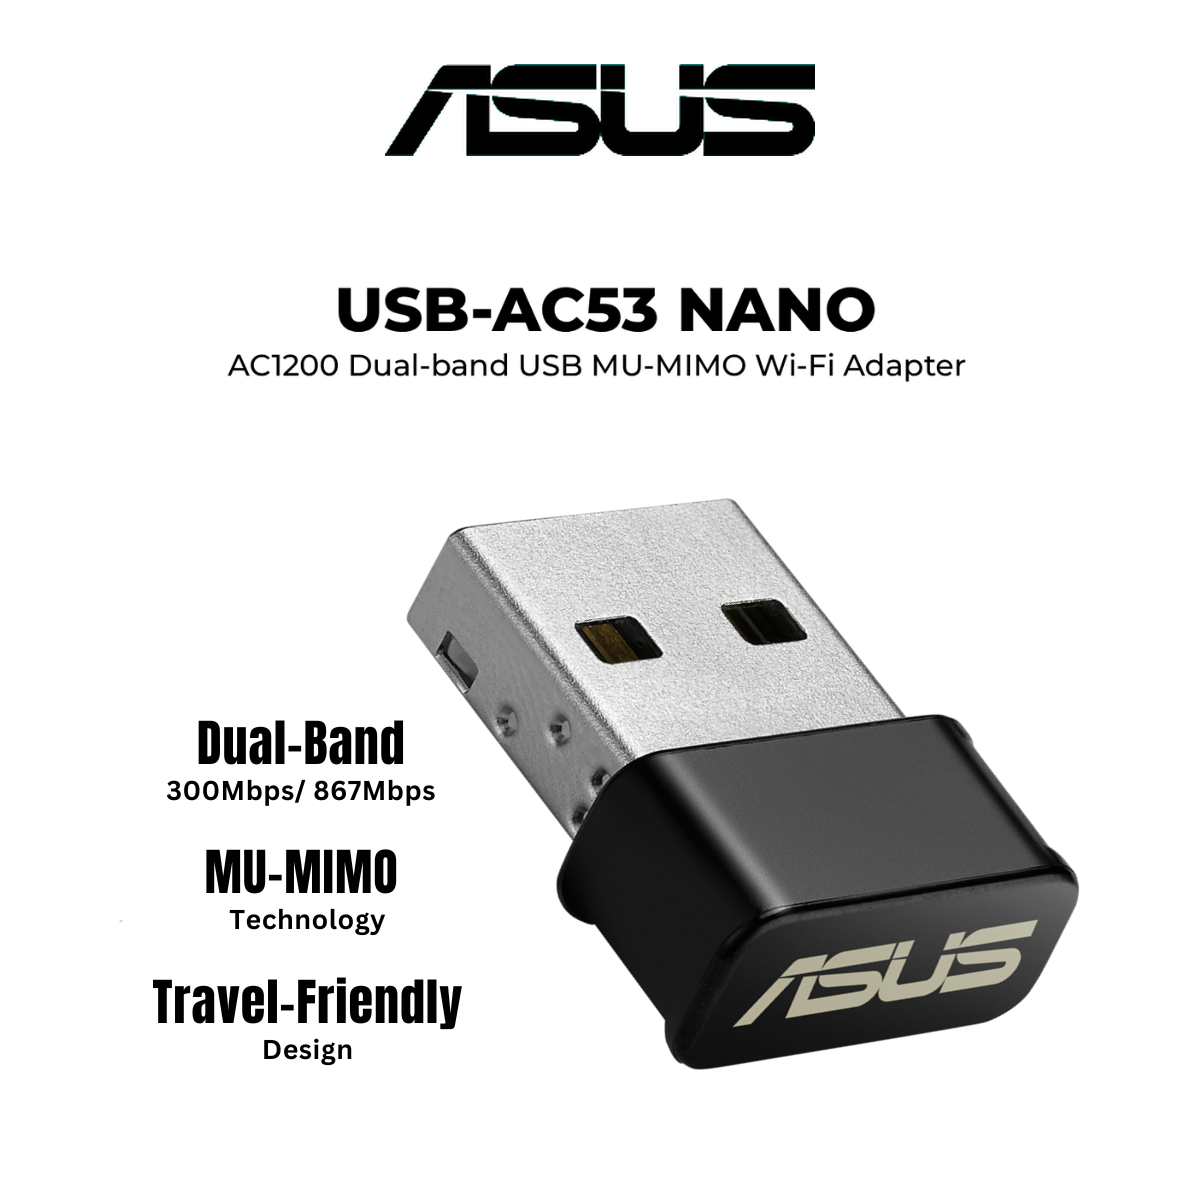 ASUS
USB-AC53 NANO
AC1200 Dual-band USB MU-MIMO Wi-Fi Adapter
Dual-Band
300Mbps/ 867Mbps
MU-MIMO
Technology
Travel-Friendly
Design
ASUS